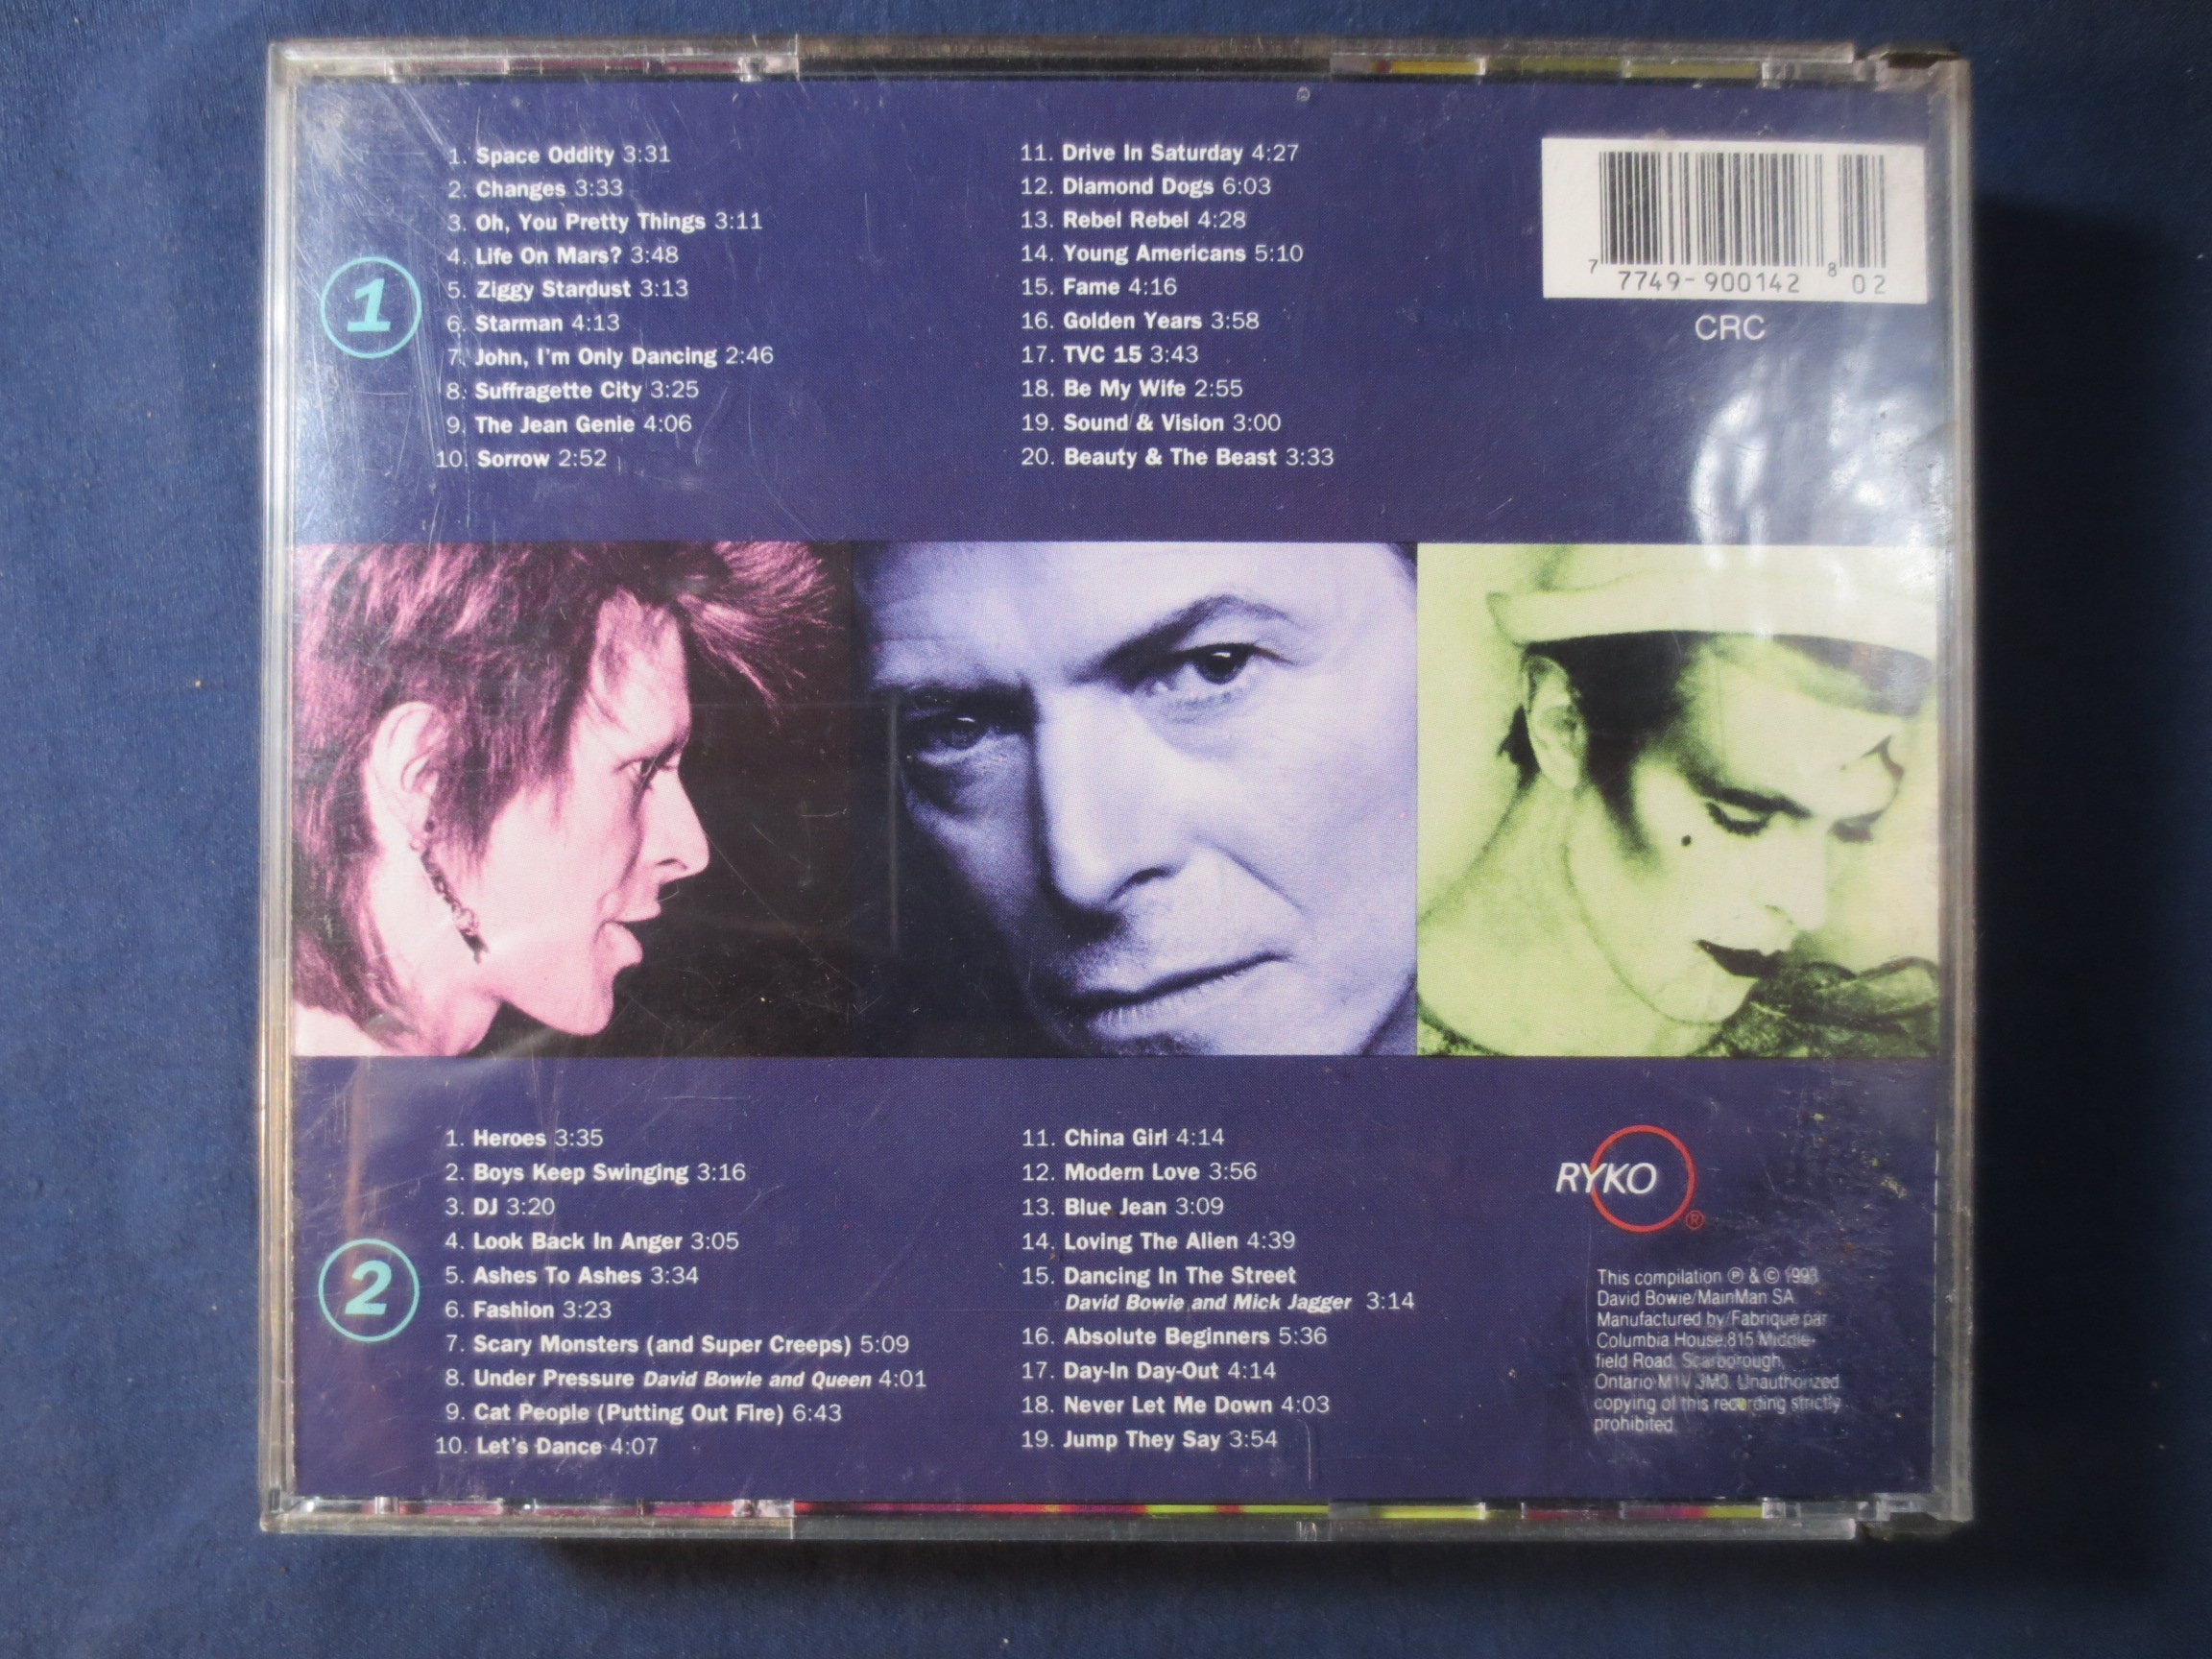 1
1. Space Oddity 3:31
2. Changes 3:33
3. Oh, You Pretty Things 3:11
4. Life On Mars? 3:48
5. Ziggy Stardust 3:13
6. Starman 4:13
7. John, I'm Only Dancing 2:46
8. Suffragette City 3:25
9. The Jean Genie 4:06
10. Sorrow 2:52
11. Drive In Saturday 4:27
12. Diamond Dogs 6:03
13. Rebel Rebel 4:28
14. Young Americans 5:10
15. Fame 4:16
16. Golden Years 3:58
17. TVC 15 3:43
18. Be My Wife 2:55
19. Sound & Vision 3:00
20. Beauty & The Beast 3:33
7 7749-900142 8 02
CRC
2
1. Heroes 3:35
2. Boys Keep Swinging 3:16
3. DJ 3:20
4. Look Back In Anger 3:05
5. Ashes To Ashes 3:34
6. Fashion 3:23
7. Scary Monsters (and Super Creeps) 5:09
8. Under Pressure David Bowie and Queen 4:01
9. Cat People (Putting Out Fire) 6:43
10. Let's Dance 4:07
11. China Girl 4:14
12. Modern Love 3:56
13. Blue Jean 3:09
14. Loving The Alien 4:39
15. Dancing In The Street
David Bowie and Mick Jagger 3:14
16. Absolute Beginners 5:36
17. Day-In Day-Out 4:14
18. Never Let Me Down 4:03
19. Jump They Say 3:54
RYKO ®
This compilation ℗ & © 1993
David Bowie/MainMan SA
Manufactured by/Fabrique par
Columbia House 815 Middle-
field Road, Scarborough,
Ontario M1V 3M3. Unauthorized
copying of this recording strictly
prohibited